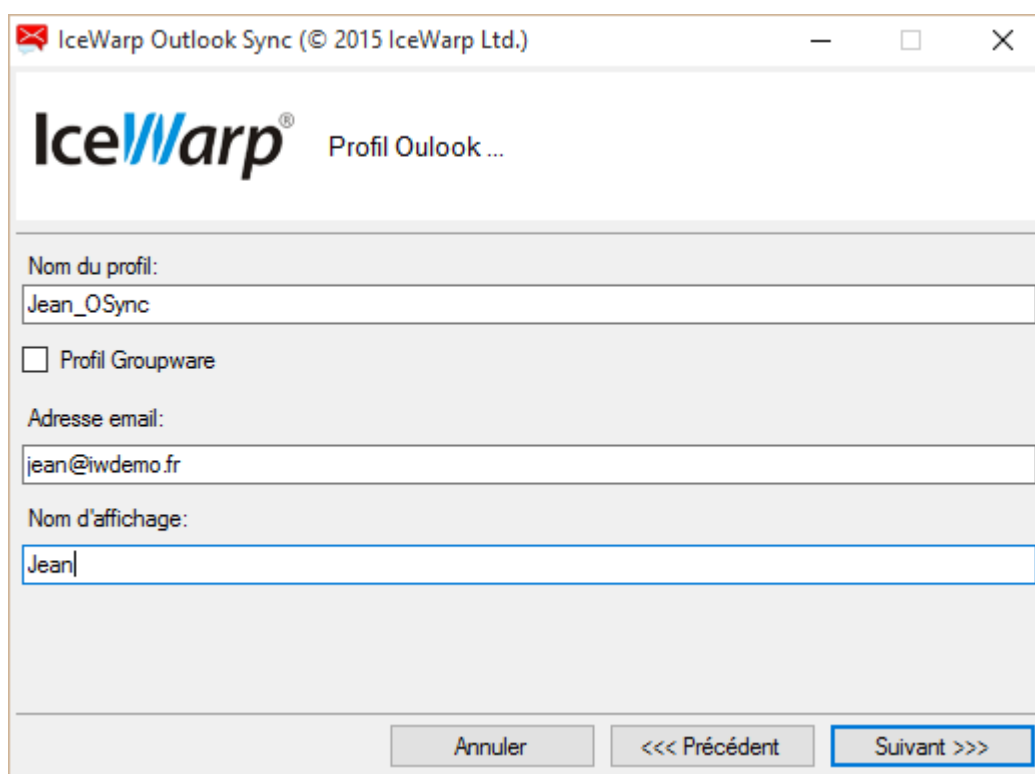 IceWarp Outlook Sync (© 2015 IceWarp Ltd.)
IceWarp® Profil Oulook ...
Nom du profil:
Jean_OSync
Profil Groupware
Adresse email:
jean@iwdemo.fr
Nom d'affichage:
Jean
Annuler <<< Précédent Suivant >>>